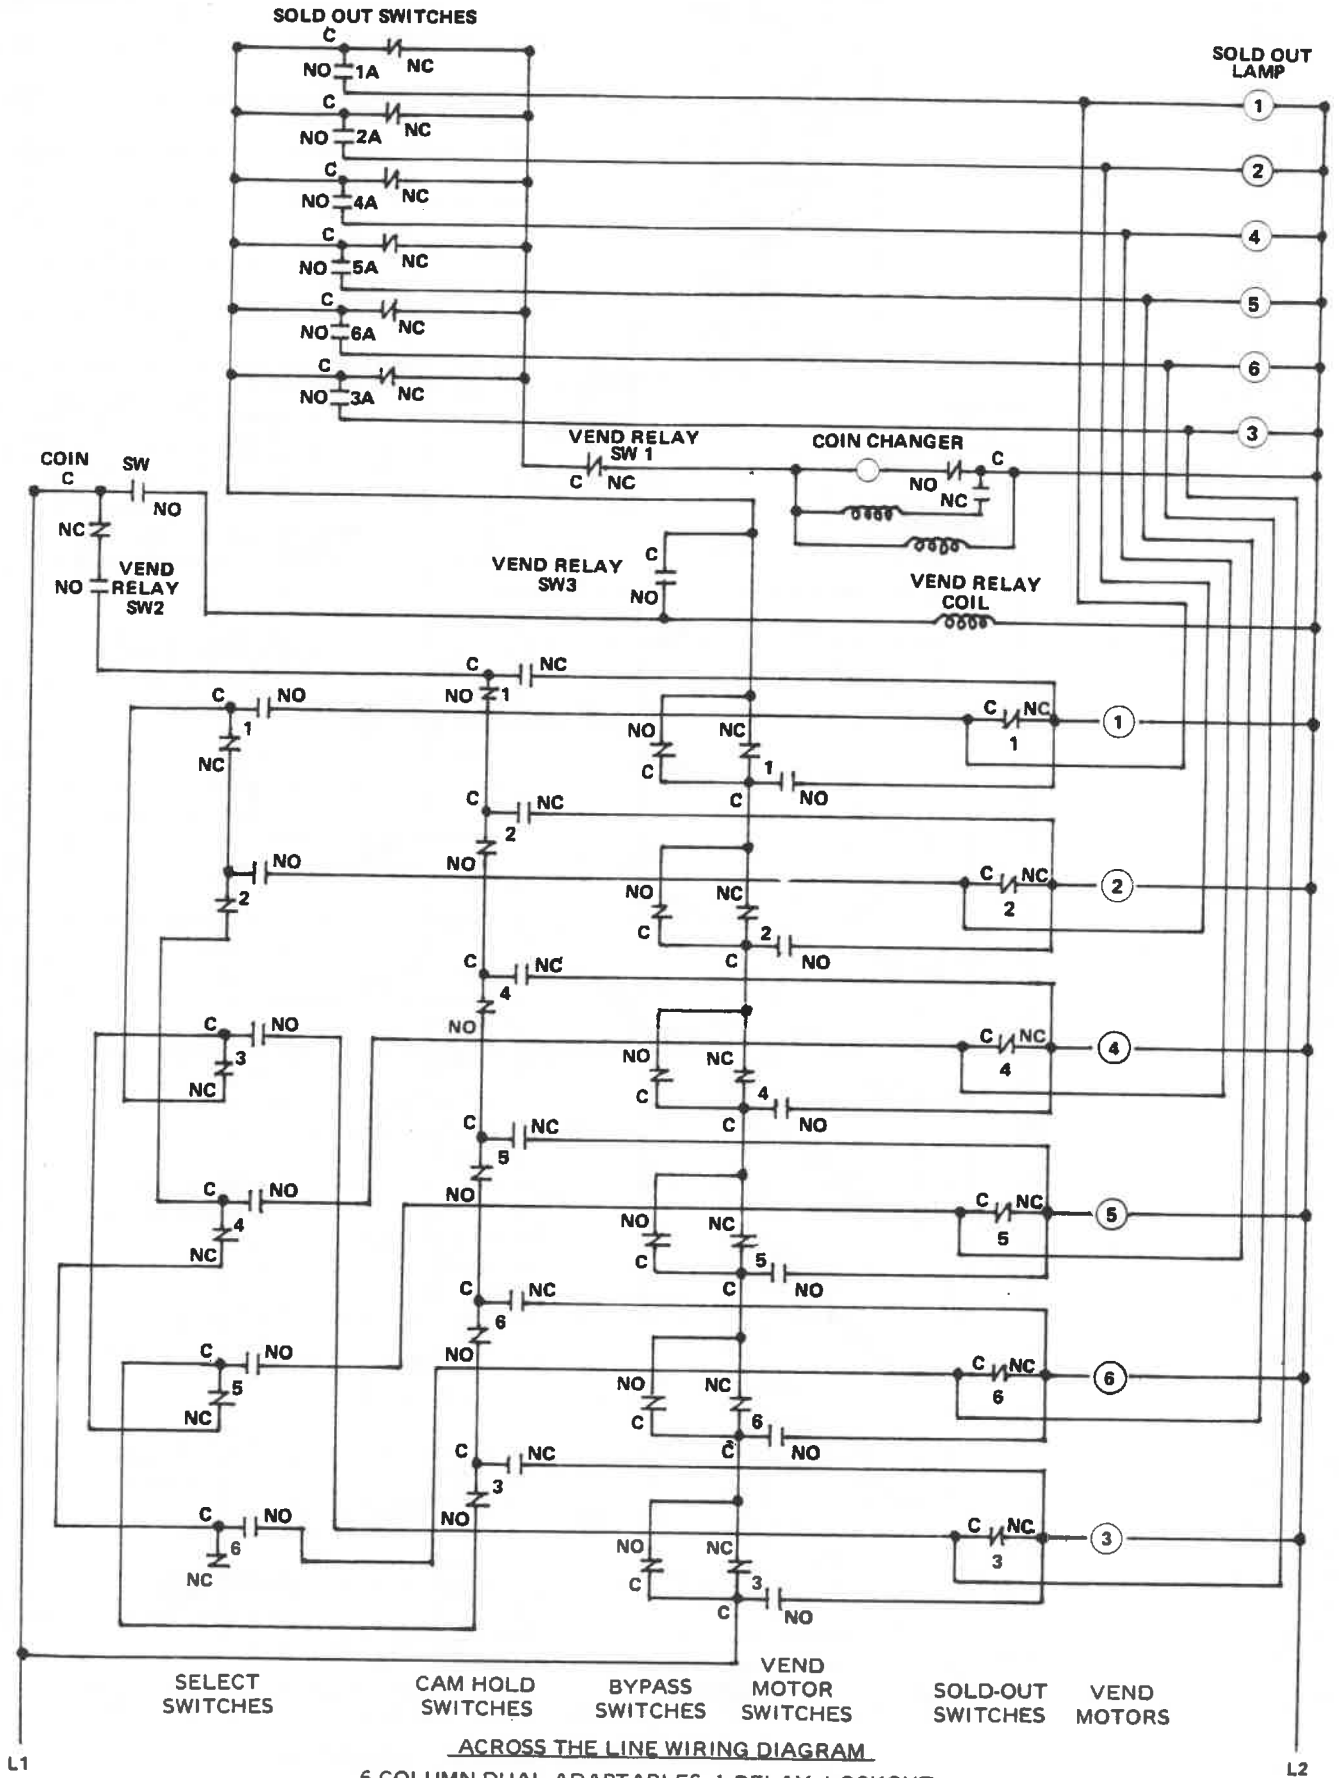 SOLD OUT SWITCHES
C
NO 1A NC
SOLD OUT
LAMP
1
C
NO 2A NC
2
C
NO 4A NC
4
C
NO 5A NC
5
C
NO 6A NC
6
C
NO 3A NC
3
VEND RELAY
SW 1
C NC
COIN CHANGER
NO C
NC
COIN SW
C
NO
NC
VEND
NO RELAY
SW2
VEND RELAY
SW3
C
NO
VEND RELAY
COIL
C NC
NO 1
C NO
1
NC
NO NC
C 1
C NO
C NC
1
1
C NC
2
NO
NO
2
NO NC
C 2
C NO
C NC
2
2
C NC
4
NO
C NO
3
NC
NO NC
C 4
C NO
C NC
4
4
C NC
5
NO
C NO
4
NC
NO NC
C 5
C NO
C NC
5
5
C NC
6
NO
C NO
5
NC
NO NC
C 6
C NO
C NC
6
6
C NC
3
NO
C NO
6
NC
NO NC
C 3
C NO
C NC
3
3
SELECT
SWITCHES
CAM HOLD
SWITCHES
BYPASS
SWITCHES
VEND
MOTOR
SWITCHES
SOLD-OUT
SWITCHES
VEND
MOTORS
L1
L2
ACROSS THE LINE WIRING DIAGRAM
6 COLUMN DUAL ADAPTABLES, 1 RELAY, LOCKOUT